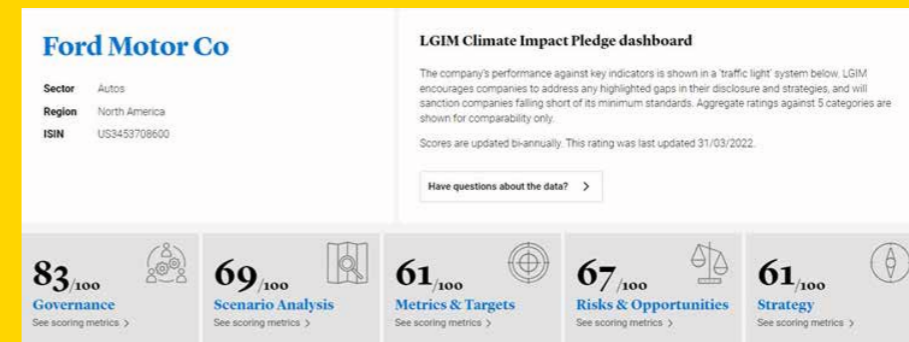 Ford Motor Co
Sector Autos
Region North America
ISIN US3453708600
LGIM Climate Impact Pledge dashboard
The company's performance against key indicators is shown in a 'traffic light' system below. LGIM
encourages companies to address any highlighted gaps in their disclosure and strategies, and will
sanction companies falling short of its minimum standards. Aggregate ratings against 5 categories are
shown for comparability only.
Scores are updated bi-annually. This rating was last updated 31/03/2022.
Have questions about the data? >
83/100
Governance
See scoring metrics >
69/100
Scenario Analysis
See scoring metrics >
61/100
Metrics & Targets
See scoring metrics >
67/100
Risks & Opportunities
See scoring metrics >
61/100
Strategy
See scoring metrics >